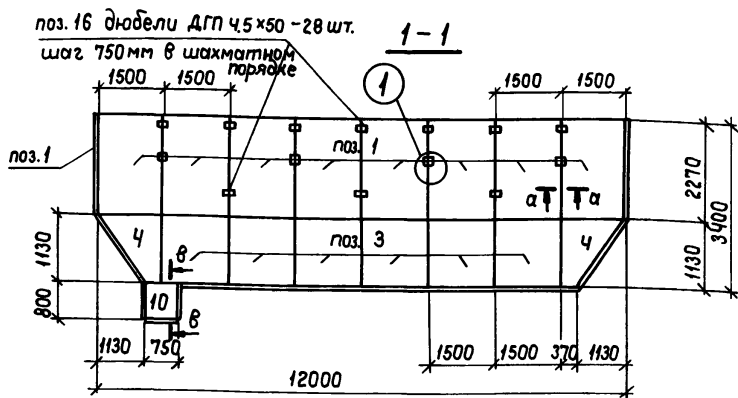 поз. 16 дюбели ДГП 4.5×50 - 28 шт.
шаг 750 мм в шахматном
порядке
1-1
1500
1500
1
1500
1500
поз. 1
поз. 1
2270
3400
а
а
1130
4
поз. 3
4
1130
в
800
10
в
1130
750
1500
1500
370
1130
12000